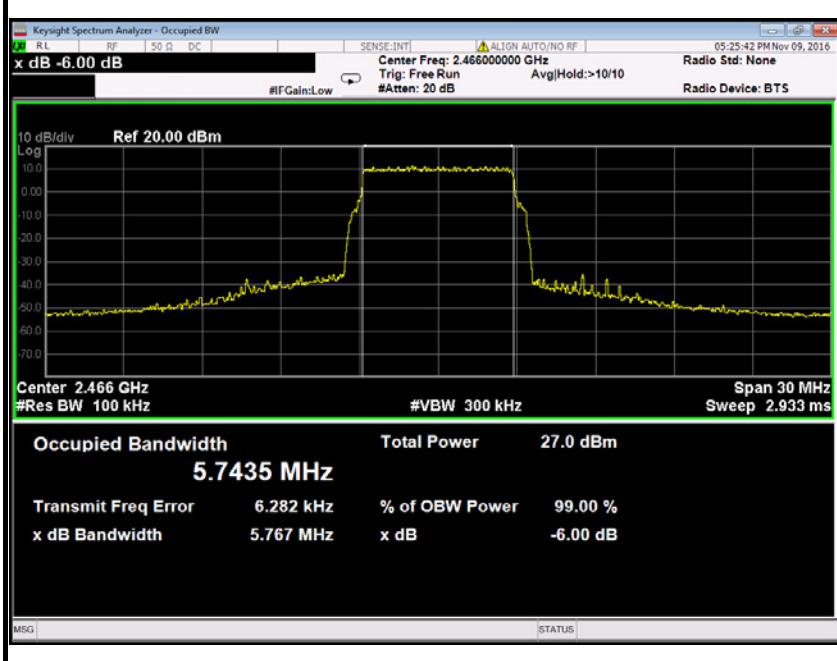 Keysight Spectrum Analyzer - Occupied BW
LXI RL RF 50 Ω DC SENSE:INT ALIGN AUTO/NO RF 05:25:42 PM Nov 09, 2016
x dB -6.00 dB
Center Freq: 2.466000000 GHz
Radio Std: None
Trig: Free Run Avg|Hold:>10/10
#IFGain:Low #Atten: 20 dB
Radio Device: BTS
10 dB/div Ref 20.00 dBm
Log
10.0
0.00
-10.0
-20.0
-30.0
-40.0
-50.0
-60.0
-70.0
Center 2.466 GHz Span 30 MHz
#Res BW 100 kHz #VBW 300 kHz Sweep 2.933 ms
Occupied Bandwidth Total Power 27.0 dBm
5.7435 MHz
Transmit Freq Error 6.282 kHz % of OBW Power 99.00 %
x dB Bandwidth 5.767 MHz x dB -6.00 dB
MSG STATUS